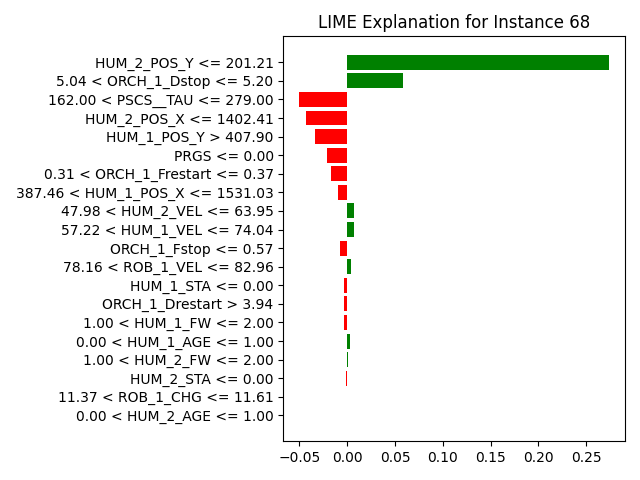 LIME Explanation for Instance 68
HUM_2_POS_Y <= 201.21
5.04 < ORCH_1_Dstop <= 5.20
162.00 < PSCS__TAU <= 279.00
HUM_2_POS_X <= 1402.41
HUM_1_POS_Y > 407.90
PRGS <= 0.00
0.31 < ORCH_1_Frestart <= 0.37
387.46 < HUM_1_POS_X <= 1531.03
47.98 < HUM_2_VEL <= 63.95
57.22 < HUM_1_VEL <= 74.04
ORCH_1_Fstop <= 0.57
78.16 < ROB_1_VEL <= 82.96
HUM_1_STA <= 0.00
ORCH_1_Drestart > 3.94
1.00 < HUM_1_FW <= 2.00
0.00 < HUM_1_AGE <= 1.00
1.00 < HUM_2_FW <= 2.00
HUM_2_STA <= 0.00
11.37 < ROB_1_CHG <= 11.61
0.00 < HUM_2_AGE <= 1.00
−0.05 0.00 0.05 0.10 0.15 0.20 0.25